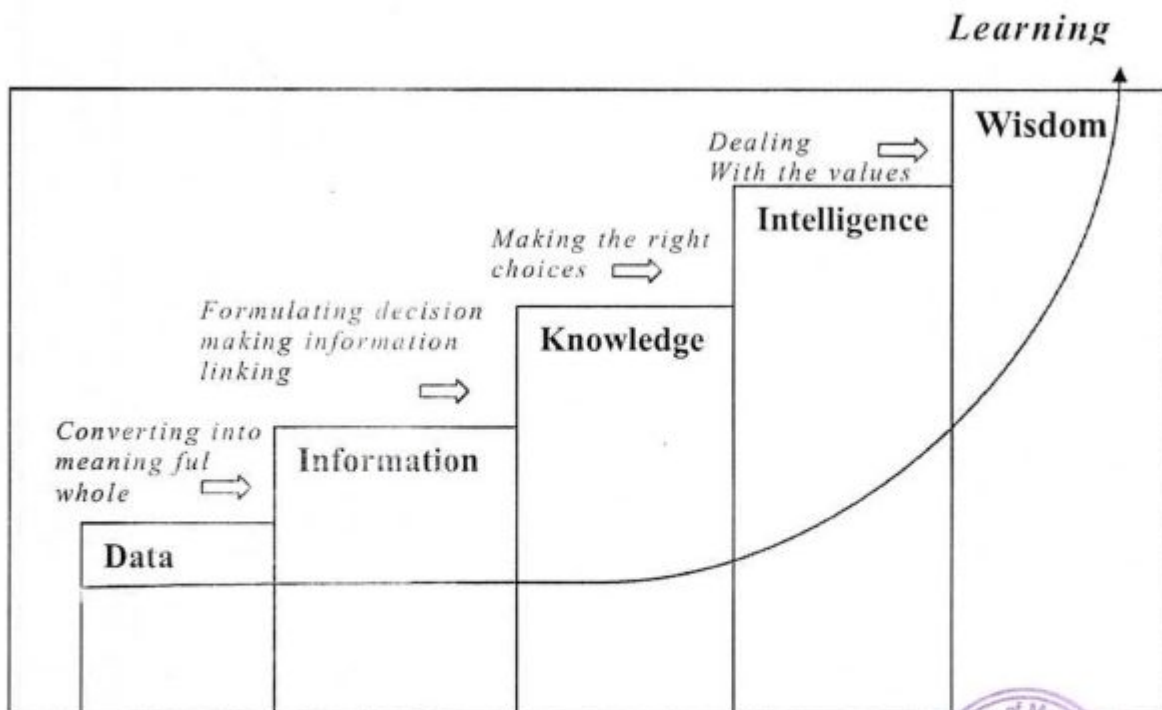 Learning
Wisdom
Dealing
With the values
Intelligence
Making the right
choices
Knowledge
Formulating decision
making information
linking
Information
Converting into
meaning ful
whole
Data
of M